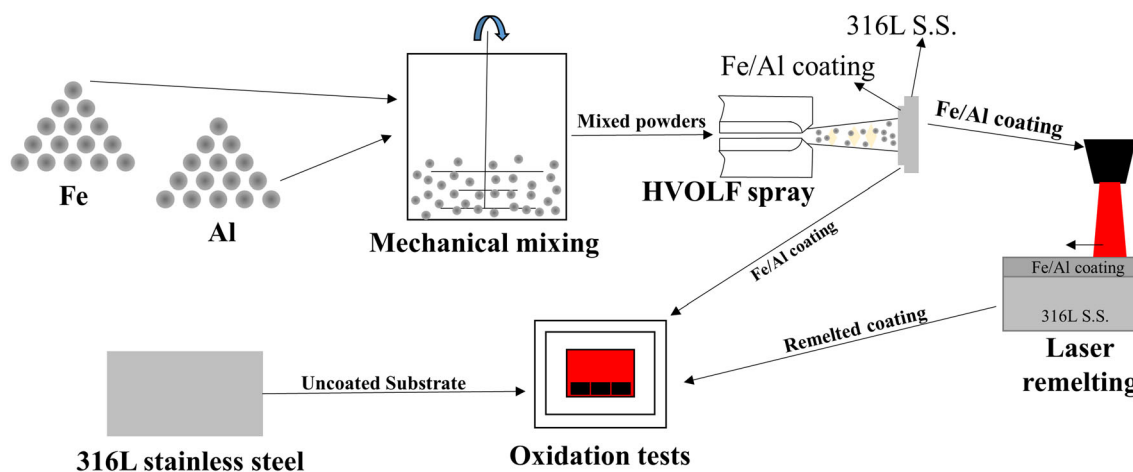 316L S.S.
Fe/Al coating
Fe/Al coating
Mixed powders
Fe
Al
HVOLF spray
Mechanical mixing
Fe/Al coating
Fe/Al coating
316L S.S.
Laser
remelting
Remelted coating
Uncoated Substrate
316L stainless steel
Oxidation tests